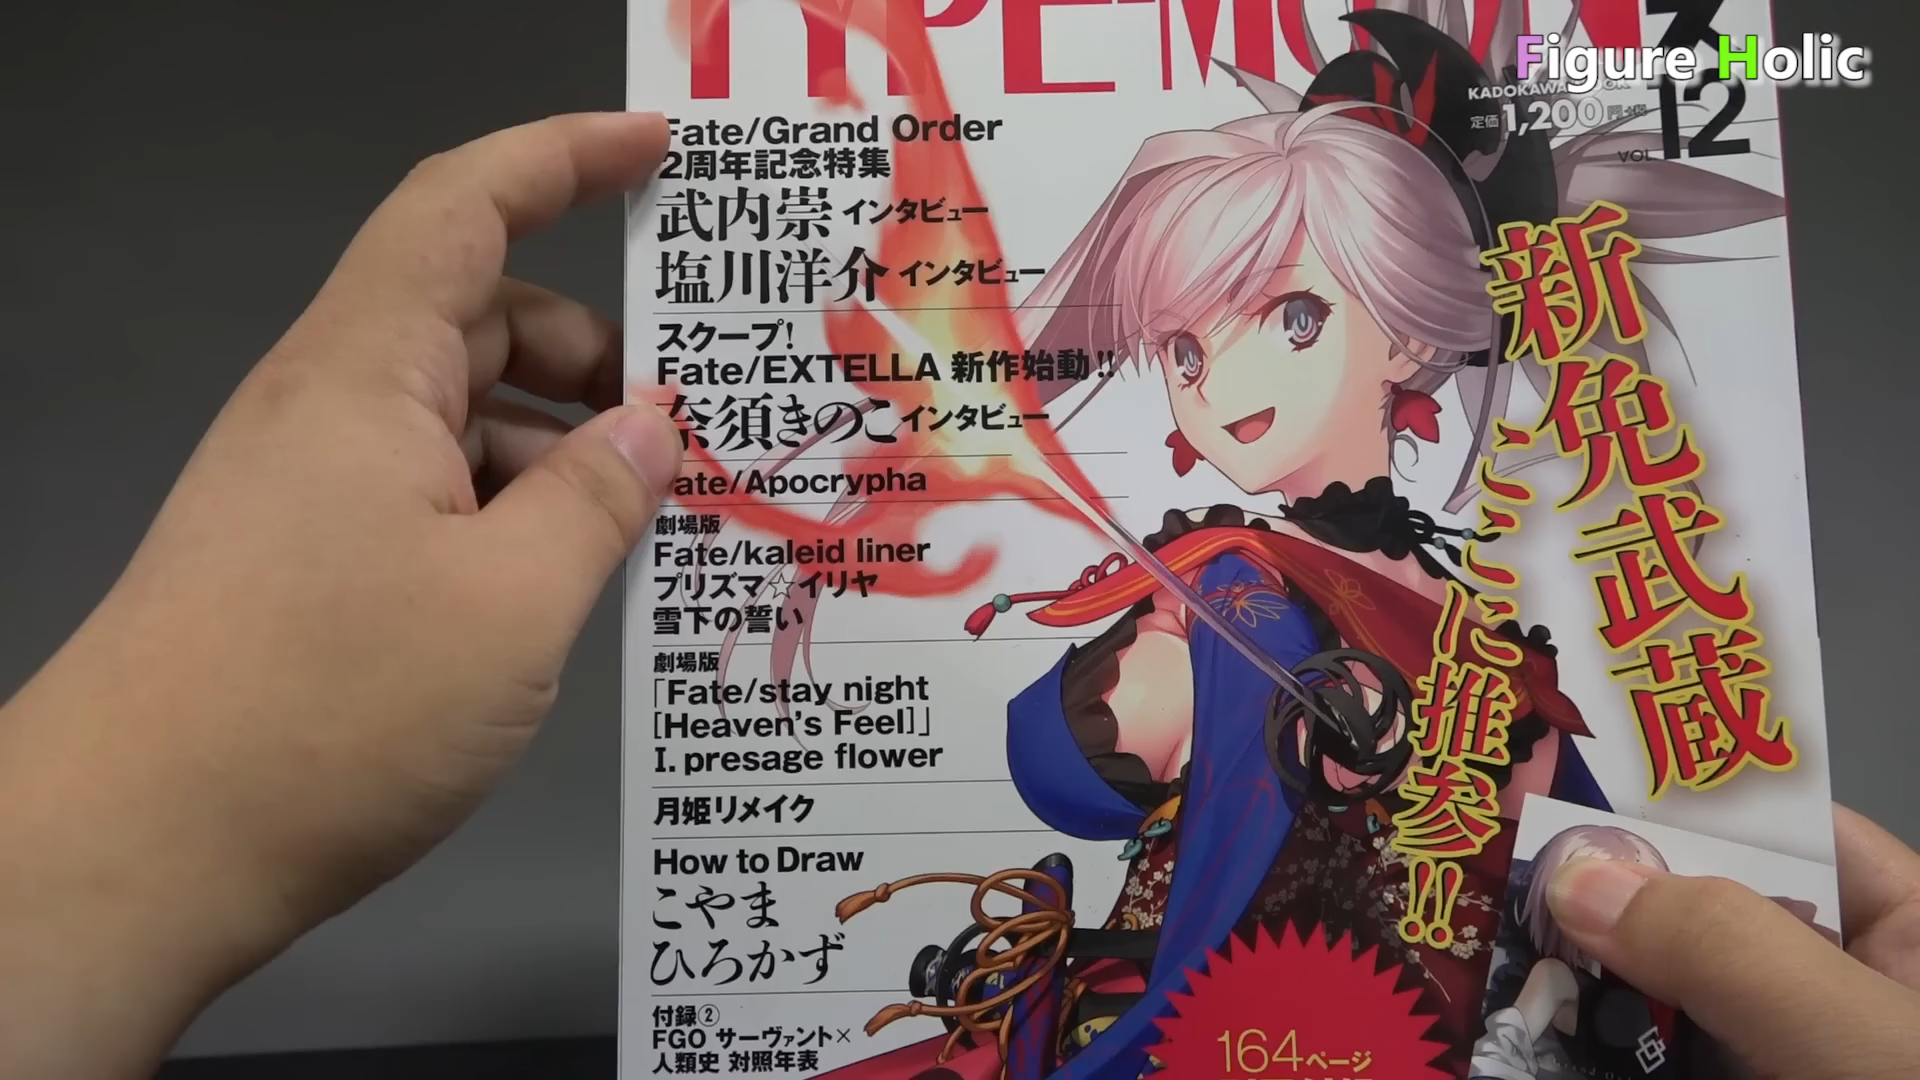 TYPE-MOON
Figure Holic
KADOKAWA
定価1,200円+税
VOL.12
Fate/Grand Order
2周年記念特集
武内崇インタビュー
塩川洋介インタビュー
スクープ!
Fate/EXTELLA 新作始動!!
奈須きのこインタビュー
Fate/Apocrypha
劇場版
Fate/kaleid liner
プリズマ☆イリヤ
雪下の誓い
劇場版
「Fate/stay night
[Heaven's Feel]」
I. presage flower
月姫リメイク
How to Draw
こやま
ひろかず
付録②
FGO サーヴァント×
人類史 対照年表
新免武蔵
ここに推参!!
164ページ